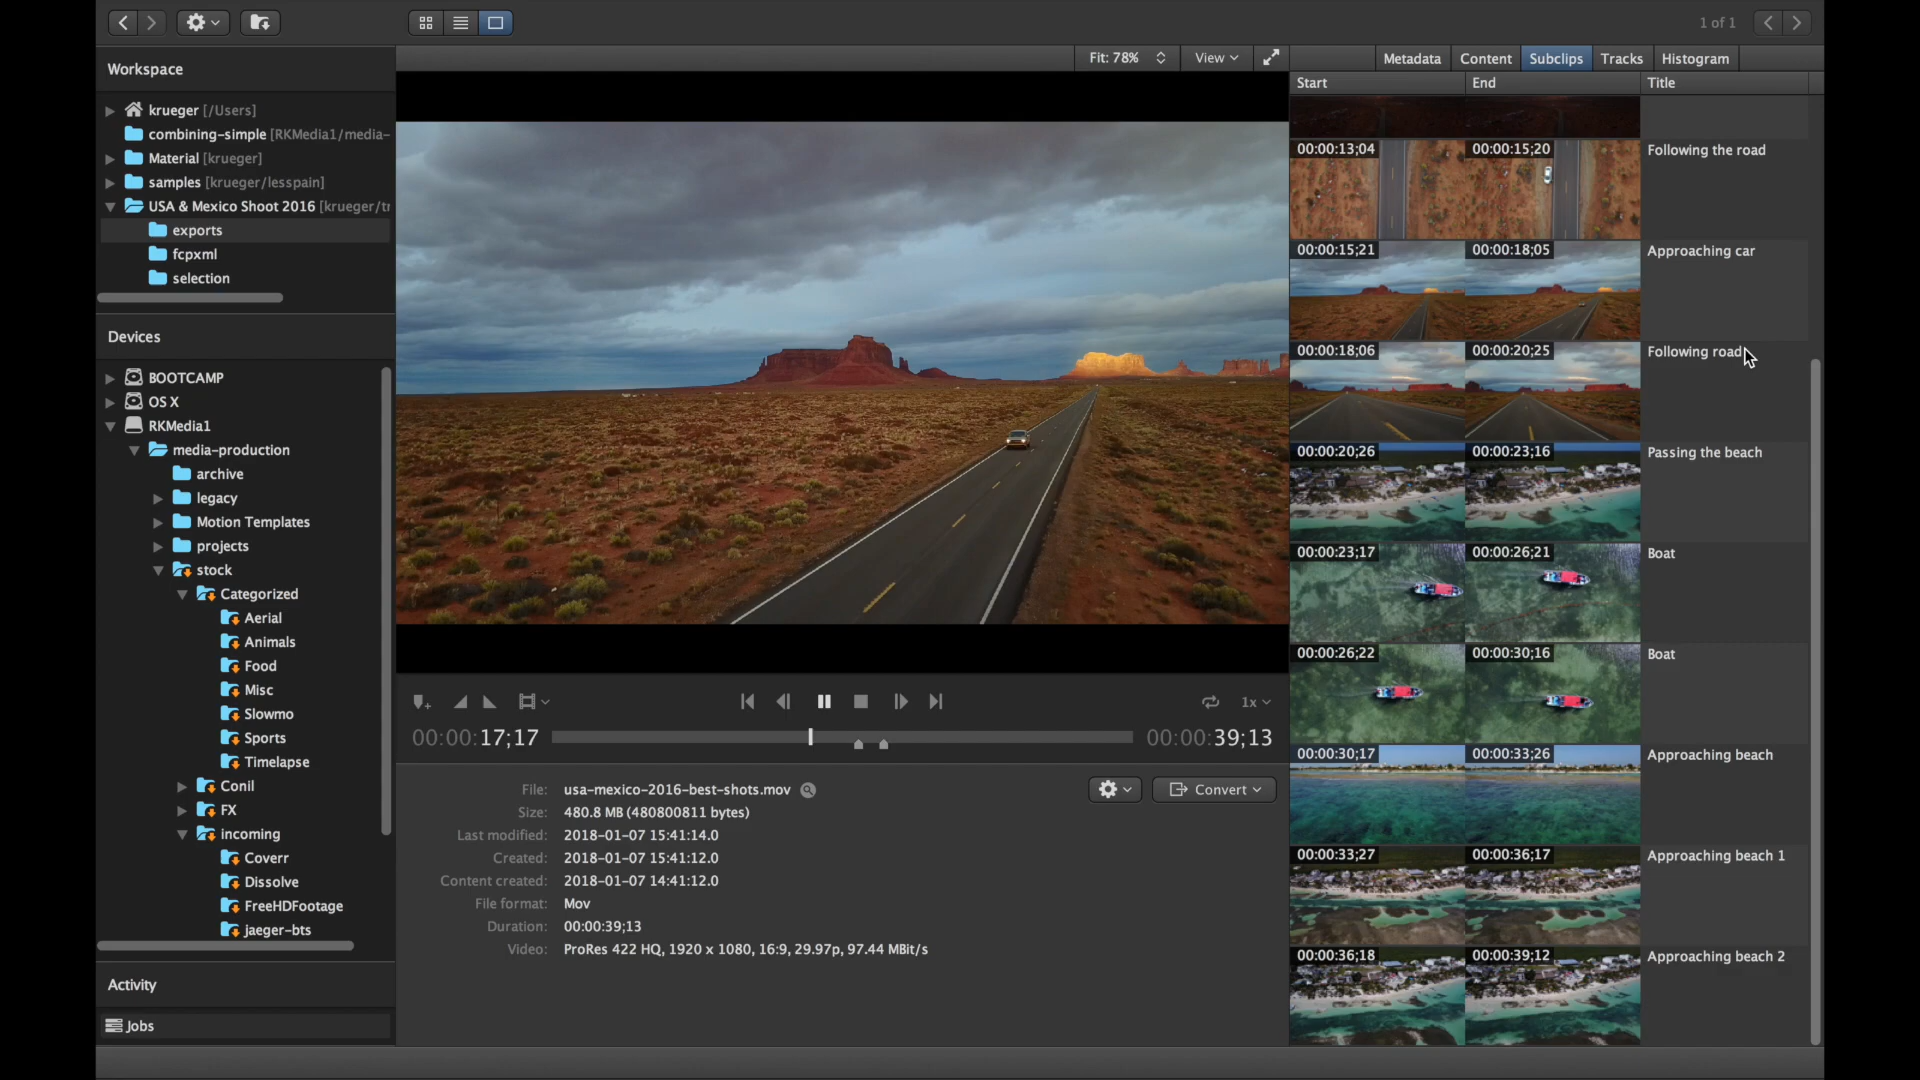 1 of 1
Workspace
krueger [/Users]
combining-simple [RKMedia1/media-
Material [krueger]
samples [krueger/lesspain]
USA & Mexico Shoot 2016 [krueger/tr
exports
fcpxml
selection
Devices
BOOTCAMP
OS X
RKMedia1
media-production
archive
legacy
Motion Templates
projects
stock
Categorized
Aerial
Animals
Food
Misc
Slowmo
Sports
Timelapse
Conil
FX
incoming
Coverr
Dissolve
FreeHDFootage
jaeger-bts
Activity
Jobs
Fit: 78% View
1x
00:00:17;17 00:00:39;13
File: usa-mexico-2016-best-shots.mov
Convert
Size: 480.8 MB (480800811 bytes)
Last modified: 2018-01-07 15:41:14.0
Created: 2018-01-07 15:41:12.0
Content created: 2018-01-07 14:41:12.0
File format: Mov
Duration: 00:00:39;13
Video: ProRes 422 HQ, 1920 x 1080, 16:9, 29.97p, 97.44 MBit/s
Metadata Content Subclips Tracks Histogram
Start End Title
00:00:13;04 00:00:15;20 Following the road
00:00:15;21 00:00:18;05 Approaching car
00:00:18;06 00:00:20;25 Following road
00:00:20;26 00:00:23;16 Passing the beach
00:00:23;17 00:00:26;21 Boat
00:00:26;22 00:00:30;16 Boat
00:00:30;17 00:00:33;26 Approaching beach
00:00:33;27 00:00:36;17 Approaching beach 1
00:00:36;18 00:00:39;12 Approaching beach 2